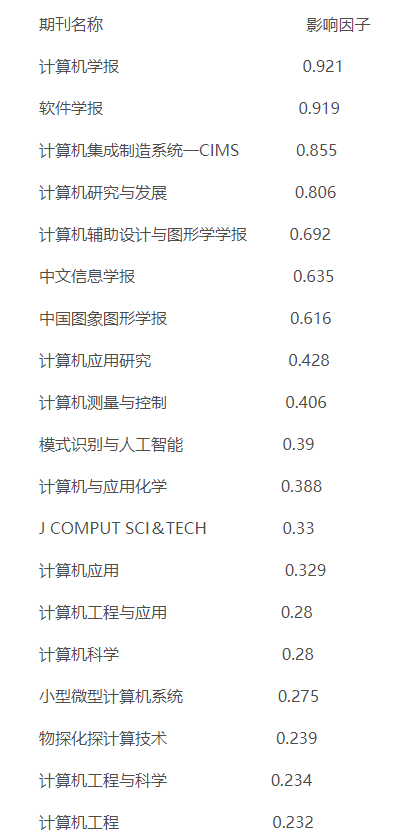 期刊名称 影响因子
计算机学报 0.921
软件学报 0.919
计算机集成制造系统一CIMS 0.855
计算机研究与发展 0.806
计算机辅助设计与图形学学报 0.692
中文信息学报 0.635
中国图象图形学报 0.616
计算机应用研究 0.428
计算机测量与控制 0.406
模式识别与人工智能 0.39
计算机与应用化学 0.388
J COMPUT SCI＆TECH 0.33
计算机应用 0.329
计算机工程与应用 0.28
计算机科学 0.28
小型微型计算机系统 0.275
物探化探计算技术 0.239
计算机工程与科学 0.234
计算机工程 0.232